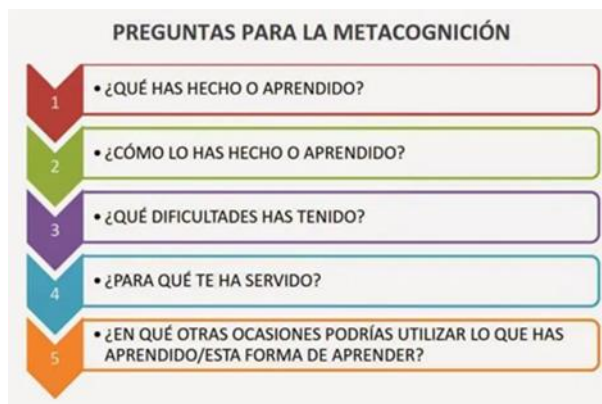 PREGUNTAS PARA LA METACOGNICIÓN
1
• ¿QUÉ HAS HECHO O APRENDIDO?
2
• ¿CÓMO LO HAS HECHO O APRENDIDO?
3
• ¿QUÉ DIFICULTADES HAS TENIDO?
4
• ¿PARA QUÉ TE HA SERVIDO?
5
• ¿EN QUÉ OTRAS OCASIONES PODRÍAS UTILIZAR LO QUE HAS
APRENDIDO/ESTA FORMA DE APRENDER?